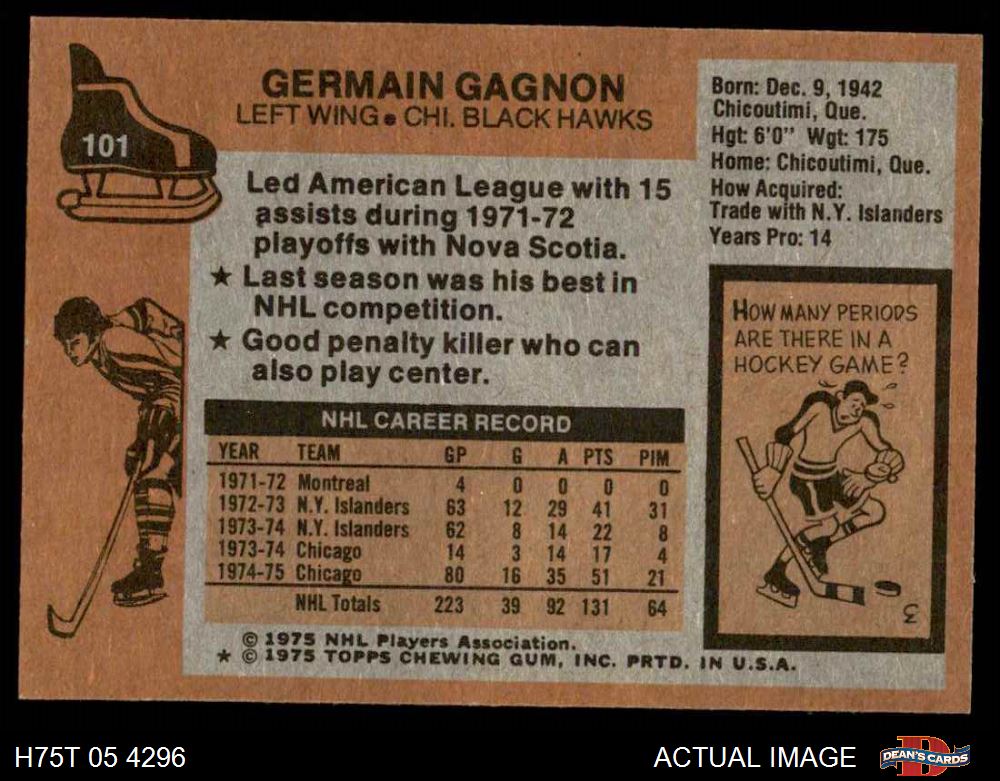 101
GERMAIN GAGNON
LEFT WING • CHI. BLACK HAWKS
Led American League with 15
assists during 1971-72
playoffs with Nova Scotia.
★ Last season was his best in
NHL competition.
★ Good penalty killer who can
also play center.
NHL CAREER RECORD
YEAR TEAM GP G A PTS PIM
1971-72 Montreal 4 0 0 0 0
1972-73 N.Y. Islanders 63 12 29 41 31
1973-74 N.Y. Islanders 62 8 14 22 8
1973-74 Chicago 14 3 14 17 4
1974-75 Chicago 80 16 35 51 21
NHL Totals 223 39 92 131 64
© 1975 NHL Players Association.
★ © 1975 TOPPS CHEWING GUM, INC. PRTD. IN U.S.A.
Born: Dec. 9, 1942
Chicoutimi, Que.
Hgt: 6'0" Wgt: 175
Home: Chicoutimi, Que.
How Acquired:
Trade with N.Y. Islanders
Years Pro: 14
HOW MANY PERIODS
ARE THERE IN A
HOCKEY GAME?
H75T 05 4296
ACTUAL IMAGE
D
DEAN'S CARDS